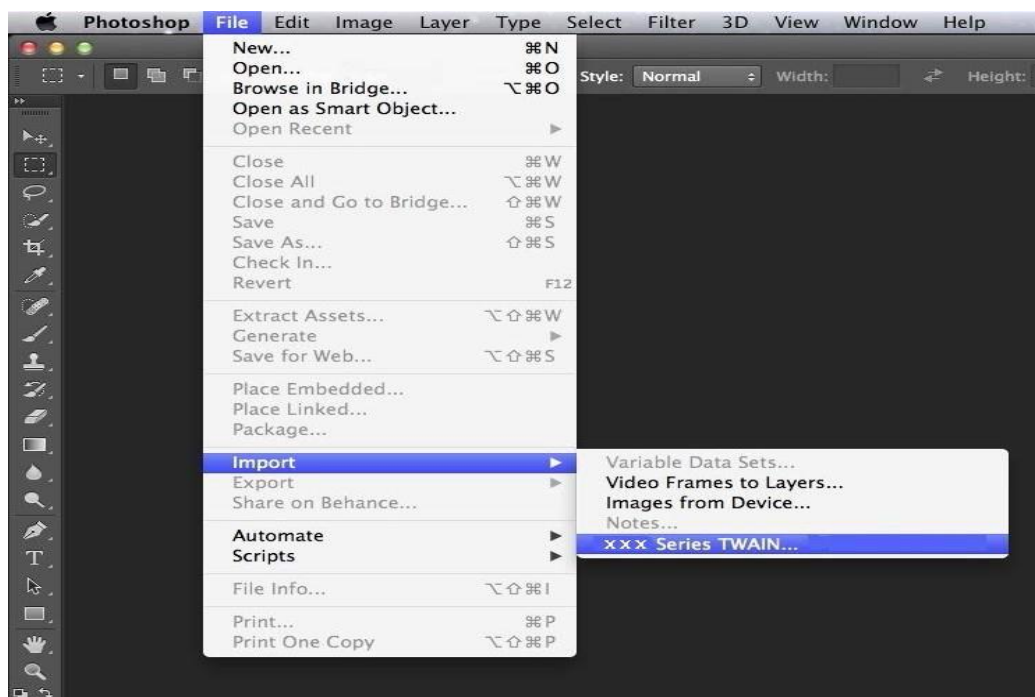 Photoshop File Edit Image Layer Type Select Filter 3D View Window Help
New... ⌘N
Open... ⌘O
Style: Normal Width: Height:
Browse in Bridge... ⌥⌘O
Open as Smart Object...
Open Recent
Close ⌘W
Close All ⌥⌘W
Close and Go to Bridge... ⇧⌘W
Save ⌘S
Save As... ⇧⌘S
Check In...
Revert F12
Extract Assets... ⌥⇧⌘W
Generate
Save for Web... ⌥⇧⌘S
Place Embedded...
Place Linked...
Package...
Import
Export
Share on Behance...
Variable Data Sets...
Video Frames to Layers...
Images from Device...
Notes...
xxx Series TWAIN...
Automate
Scripts
File Info... ⌥⇧⌘I
Print... ⌘P
Print One Copy ⌥⇧⌘P